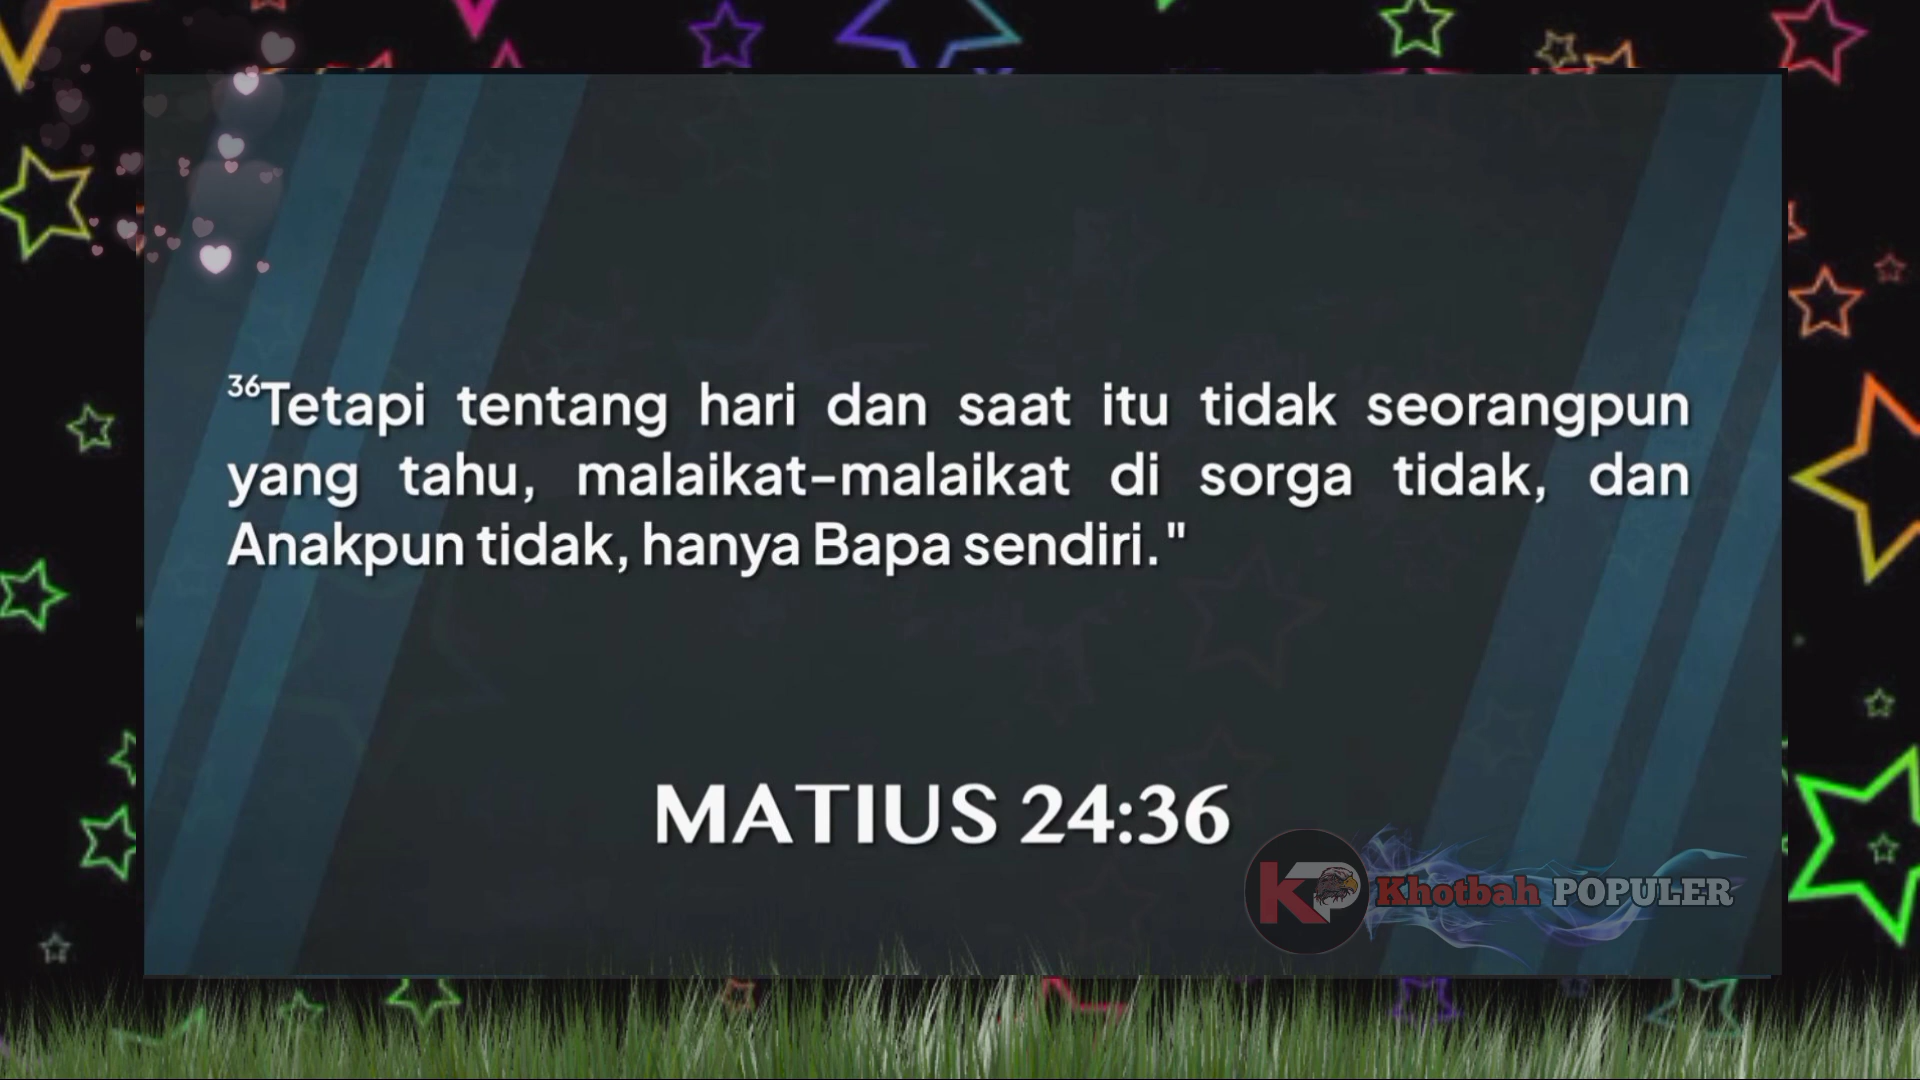 ³⁶Tetapi tentang hari dan saat itu tidak seorangpun
yang tahu, malaikat–malaikat di sorga tidak, dan
Anakpun tidak, hanya Bapa sendiri. "
MATIUS 24:36
KP Khotbah POPULER